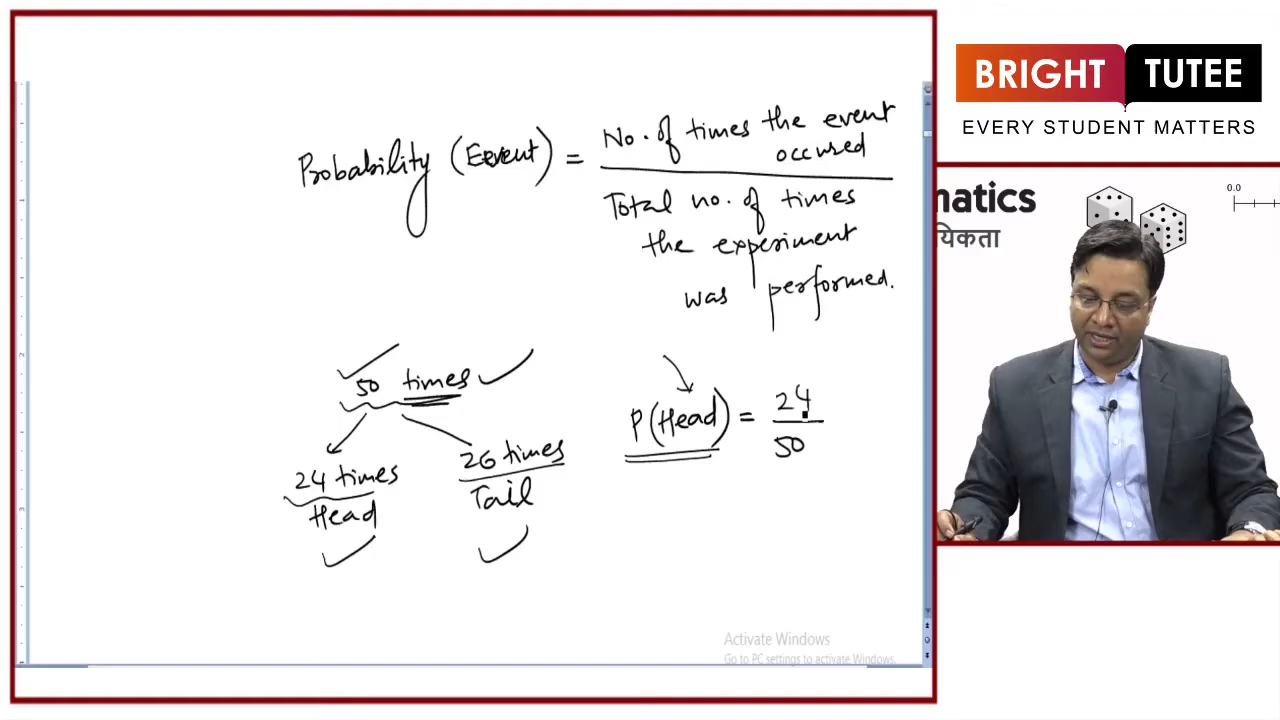 BRIGHT TUTEE
EVERY STUDENT MATTERS
Probability (Event) = No. of times the event
occured
Total no. of times
the experiment
was performed.
50 times
24 times
Head
26 times
Tail
P(Head) = 24
50
matics
यिकता
0.0
Activate Windows
Go to PC settings to activate Windows.